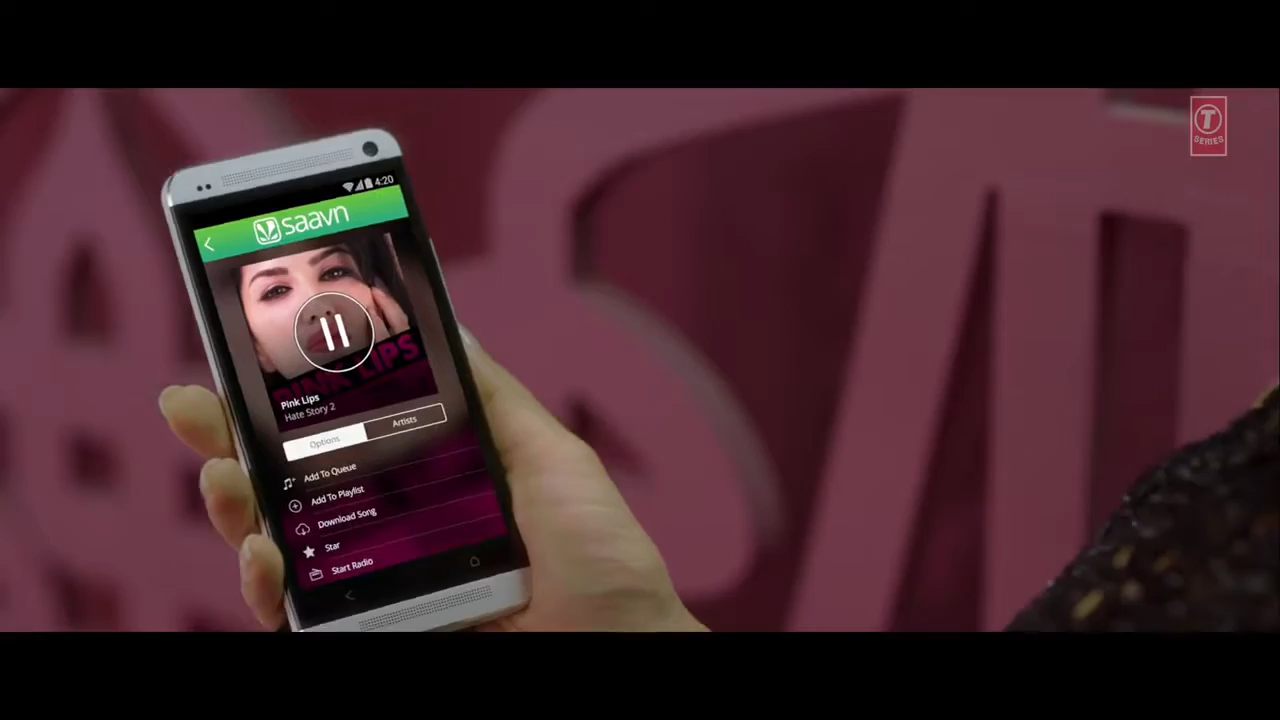 T
SERIES
4:20
saavn
PINK LIPS
Pink Lips
Hate Story 2
Options
Artists
Add To Queue
Add To Playlist
Download Song
Star
Start Radio